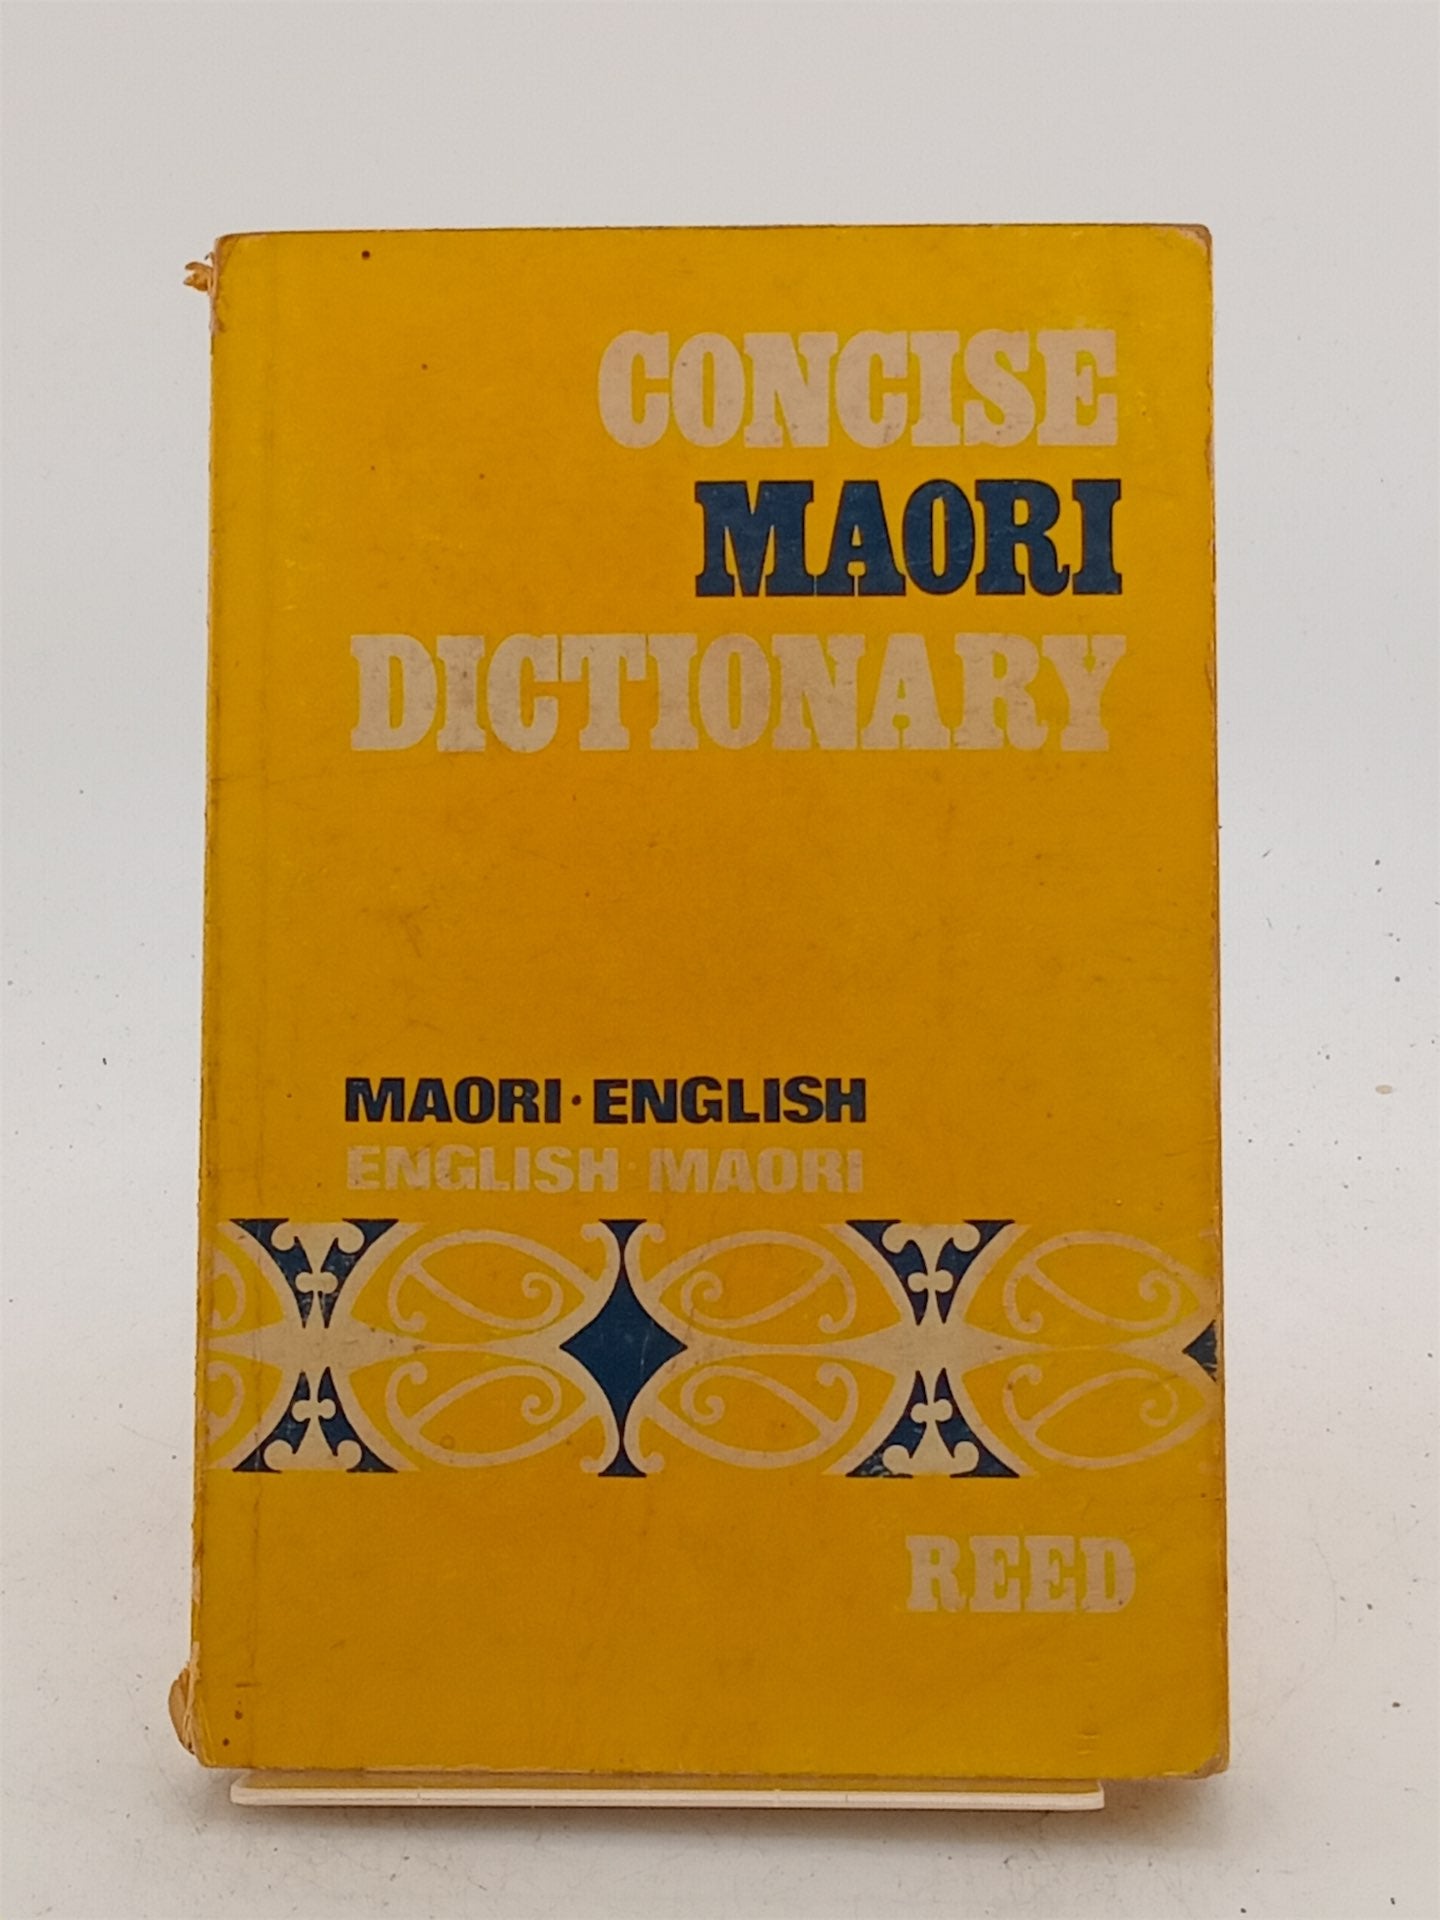 CONCISE
MAORI
DICTIONARY
MAORI · ENGLISH
ENGLISH · MAORI
REED